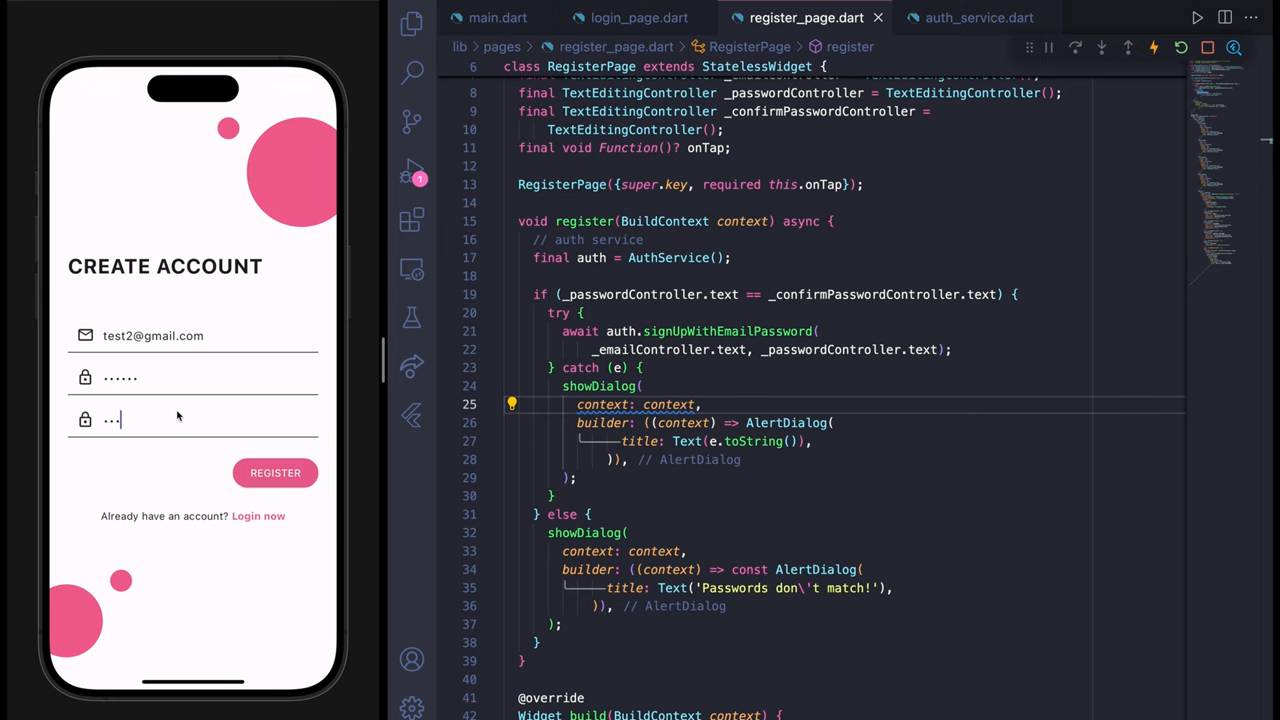 CREATE ACCOUNT
test2@gmail.com
REGISTER
Already have an account? Login now
main.dart
login_page.dart
register_page.dart
auth_service.dart
lib > pages > register_page.dart > RegisterPage > register
1
6 class RegisterPage extends StatelessWidget {
8 final TextEditingController _passwordController = TextEditingController();
9 final TextEditingController _confirmPasswordController =
10 TextEditingController();
11 final void Function()? onTap;
12
13 RegisterPage({super.key, required this.onTap});
14
15 void register(BuildContext context) async {
16 // auth service
17 final auth = AuthService();
18
19 if (_passwordController.text == _confirmPasswordController.text) {
20 try {
21 await auth.signUpWithEmailPassword(
22 _emailController.text, _passwordController.text);
23 } catch (e) {
24 showDialog(
25 context: context,
26 builder: ((context) => AlertDialog(
27 title: Text(e.toString()),
28 )), // AlertDialog
29 );
30 }
31 } else {
32 showDialog(
33 context: context,
34 builder: ((context) => const AlertDialog(
35 title: Text('Passwords don\'t match!'),
36 )), // AlertDialog
37 );
38 }
39 }
40
41 @override
42 Widget build(BuildContext context) {